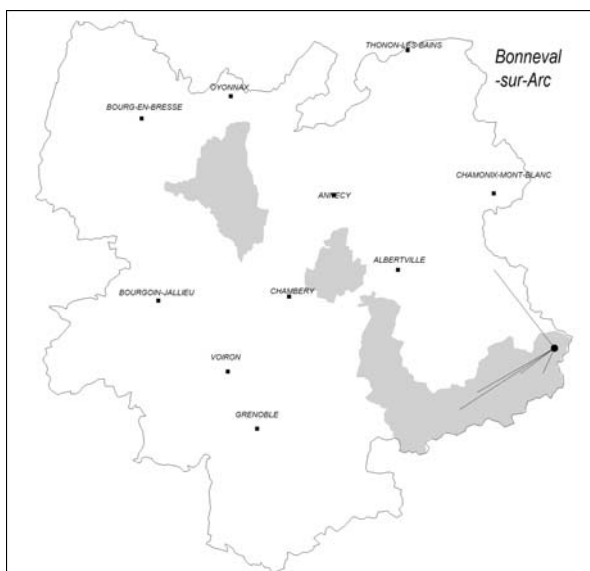 THONON-LES-BAINS
Bonneval
-sur-Arc
OYONNAX
BOURG-EN-BRESSE
CHAMONIX-MONT-BLANC
ANNECY
ALBERTVILLE
BOURGOIN-JALLIEU
CHAMBERY
VOIRON
GRENOBLE